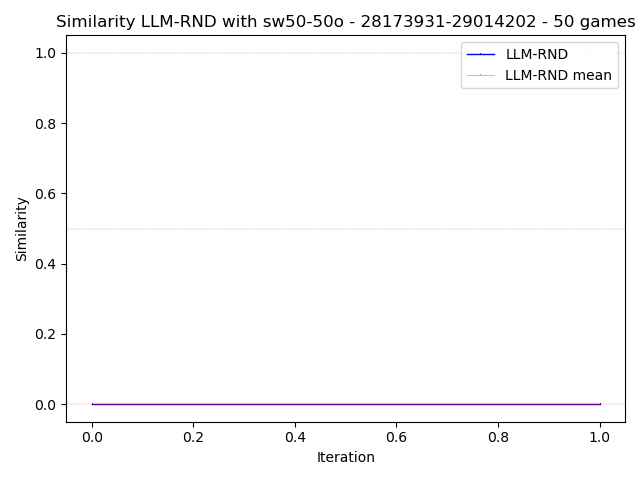 Similarity LLM-RND with sw50-50o - 28173931-29014202 - 50 games
LLM-RND
LLM-RND mean
1.0
0.8
0.6
0.4
0.2
0.0
Similarity
0.0 0.2 0.4 0.6 0.8 1.0
Iteration